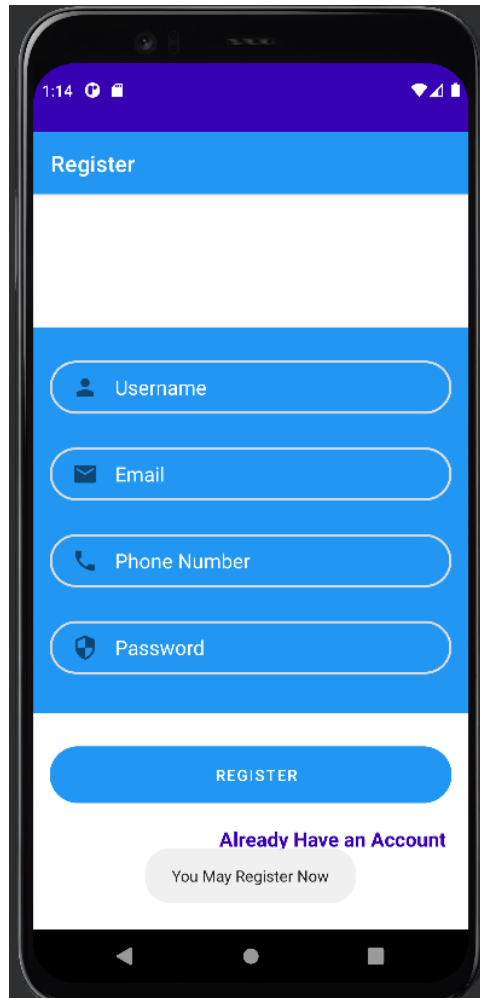 1:14
Register
Username
Email
Phone Number
Password
REGISTER
Already Have an Account
You May Register Now